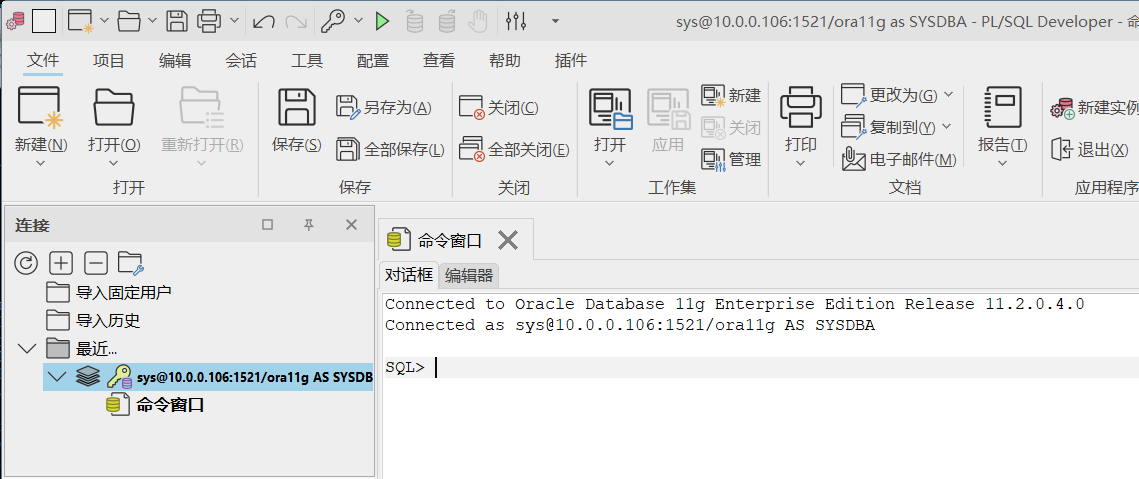 sys@10.0.0.106:1521/ora11g as SYSDBA - PL/SQL Developer - 命
文件 项目 编辑 会话 工具 配置 查看 帮助 插件
新建(N) 打开(O) 重新打开(R) 保存(S) 另存为(A) 全部保存(L) 关闭(C) 全部关闭(E) 打开 应用 新建 关闭 管理 打印 更改为(G) 复制到(Y) 电子邮件(M) 报告(T) 新建实例 退出(X)
打开 保存 关闭 工作集 文档 应用程序
连接
导入固定用户
导入历史
最近...
sys@10.0.0.106:1521/ora11g AS SYSDB
命令窗口
命令窗口
对话框 编辑器
Connected to Oracle Database 11g Enterprise Edition Release 11.2.0.4.0
Connected as sys@10.0.0.106:1521/ora11g AS SYSDBA
SQL>